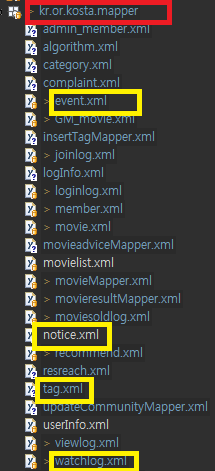 > kr.or.kosta.mapper
admin_member.xml
algorithm.xml
category.xml
complaint.xml
> event.xml
> GM_movie.xml
insertTagMapper.xml
> joinlog.xml
logInfo.xml
> loginlog.xml
> member.xml
> movie.xml
movieadviceMapper.xml
movielist.xml
> movieMapper.xml
> movieresultMapper.xml
> moviesoldlog.xml
notice.xml
> recommend.xml
resreach.xml
tag.xml
updateCommunityMapper.xml
userInfo.xml
> viewlog.xml
> watchlog.xml